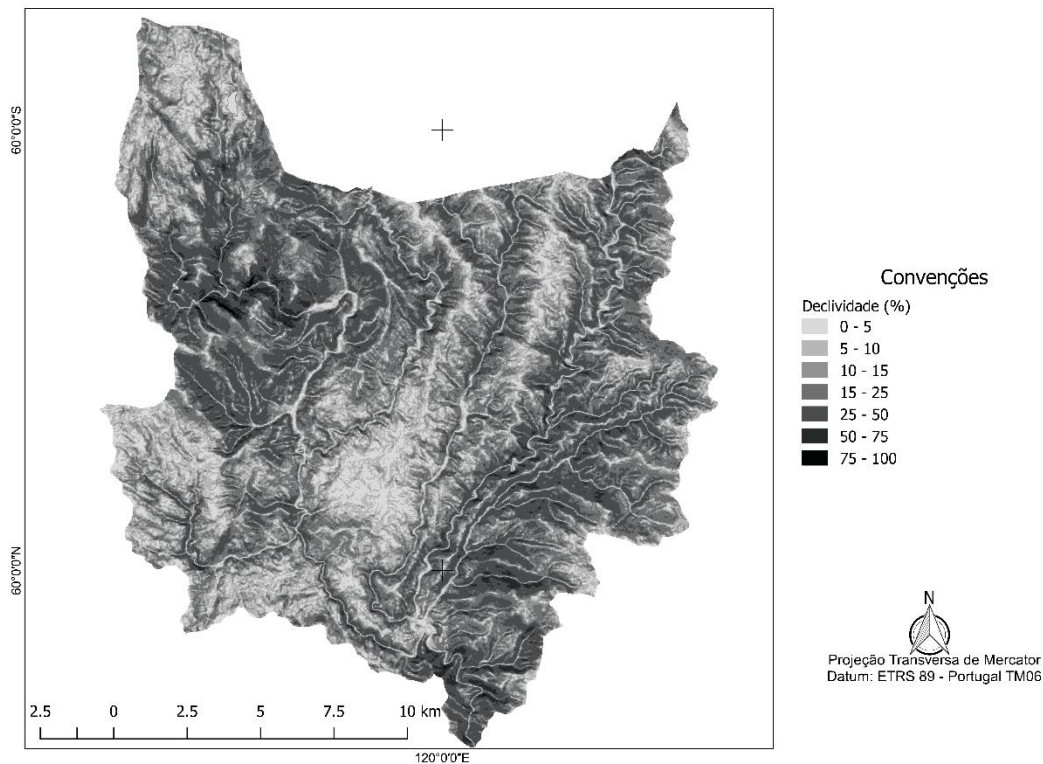 60°0'0"S
60°0'0"N
120°0'0"E
2.5 0 2.5 5 7.5 10 km
Convenções
Declividade (%)
0 - 5
5 - 10
10 - 15
15 - 25
25 - 50
50 - 75
75 - 100
N
Projeção Transversa de Mercator
Datum: ETRS 89 - Portugal TM06